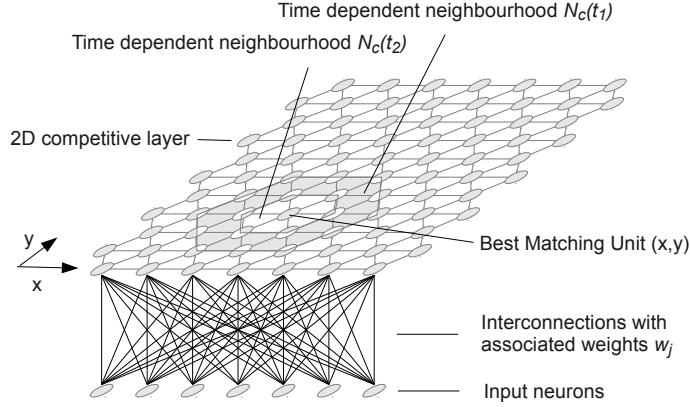 Time dependent neighbourhood Nc(t1)
Time dependent neighbourhood Nc(t2)
2D competitive layer
Best Matching Unit (x,y)
y
x
Interconnections with
associated weights wj
Input neurons